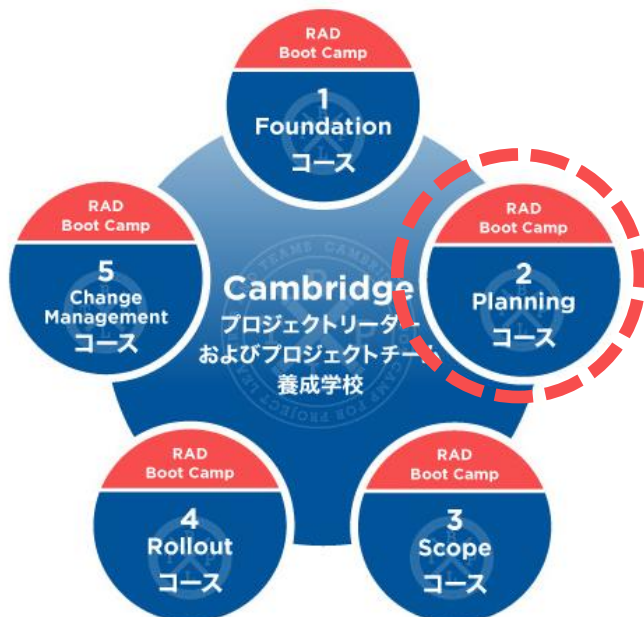 RAD
Boot Camp
1
Foundation
コース
RAD
Boot Camp
2
Planning
コース
RAD
Boot Camp
3
Scope
コース
RAD
Boot Camp
4
Rollout
コース
RAD
Boot Camp
5
Change
Management
コース
Cambridge
プロジェクトリーダー
およびプロジェクトチーム
養成学校